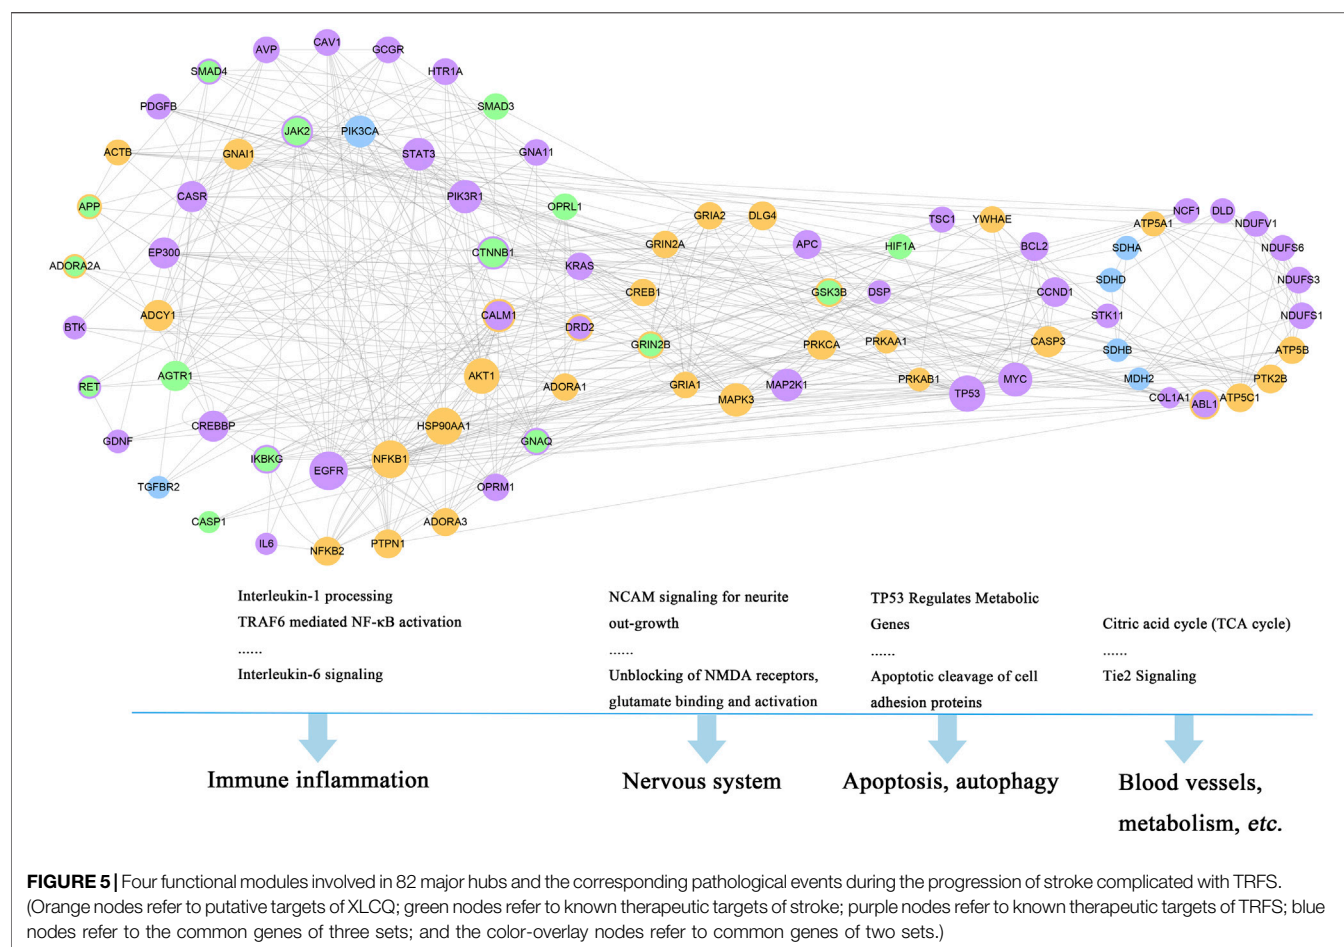 CAV1
AVP
GCGR
SMAD4
HTR1A
PDGFB
SMAD3
JAK2
PIK3CA
ACTB
GNAI1
STAT3
GNA11
CASR
PIK3R1
APP
OPRL1
EP300
CTNNB1
ADORA2A
KRAS
ADCY1
CALM1
BTK
DRD2
AGTR1
AKT1
RET
ADORA1
CREBBP
HSP90AA1
GDNF
GNAQ
IKBKG
EGFR
NFKB1
TGFBR2
OPRM1
CASP1
ADORA3
IL6
NFKB2
PTPN1
GRIA2
DLG4
GRIN2A
APC
CREB1
GSK3B
GRIN2B
PRKCA
GRIA1
MAP2K1
MAPK3
TSC1
YWHAE
HIF1A
BCL2
DSP
CCND1
PRKAA1
CASP3
PRKAB1
TP53
MYC
NCF1
DLD
ATP5A1
NDUFV1
SDHA
NDUFS6
SDHD
NDUFS3
STK11
NDUFS1
SDHB
ATP5B
MDH2
PTK2B
COL1A1
ABL1
ATP5C1
Interleukin-1 processing
TRAF6 mediated NF-κB activation
......
Interleukin-6 signaling
NCAM signaling for neurite
out-growth
......
Unblocking of NMDA receptors,
glutamate binding and activation
TP53 Regulates Metabolic
Genes
......
Apoptotic cleavage of cell
adhesion proteins
Citric acid cycle (TCA cycle)
......
Tie2 Signaling
Immune inflammation
Nervous system
Apoptosis, autophagy
Blood vessels,
metabolism, etc.
FIGURE 5 | Four functional modules involved in 82 major hubs and the corresponding pathological events during the progression of stroke complicated with TRFS.
(Orange nodes refer to putative targets of XLCQ; green nodes refer to known therapeutic targets of stroke; purple nodes refer to known therapeutic targets of TRFS; blue
nodes refer to the common genes of three sets; and the color-overlay nodes refer to common genes of two sets.)